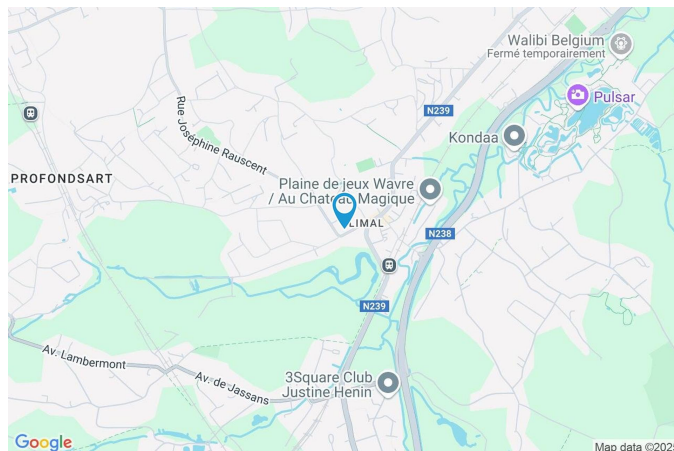 Walibi Belgium
Fermé temporairement
Pulsar
N239
Kondaa
Rue Joséphine Rauscent
PROFONDSART
Plaine de jeux Wavre
/ Au Chateau Magique
LIMAL
N238
N239
Av. Lambermont
Av. de Jassans
3Square Club
Justine Henin
Google
Map data ©2025